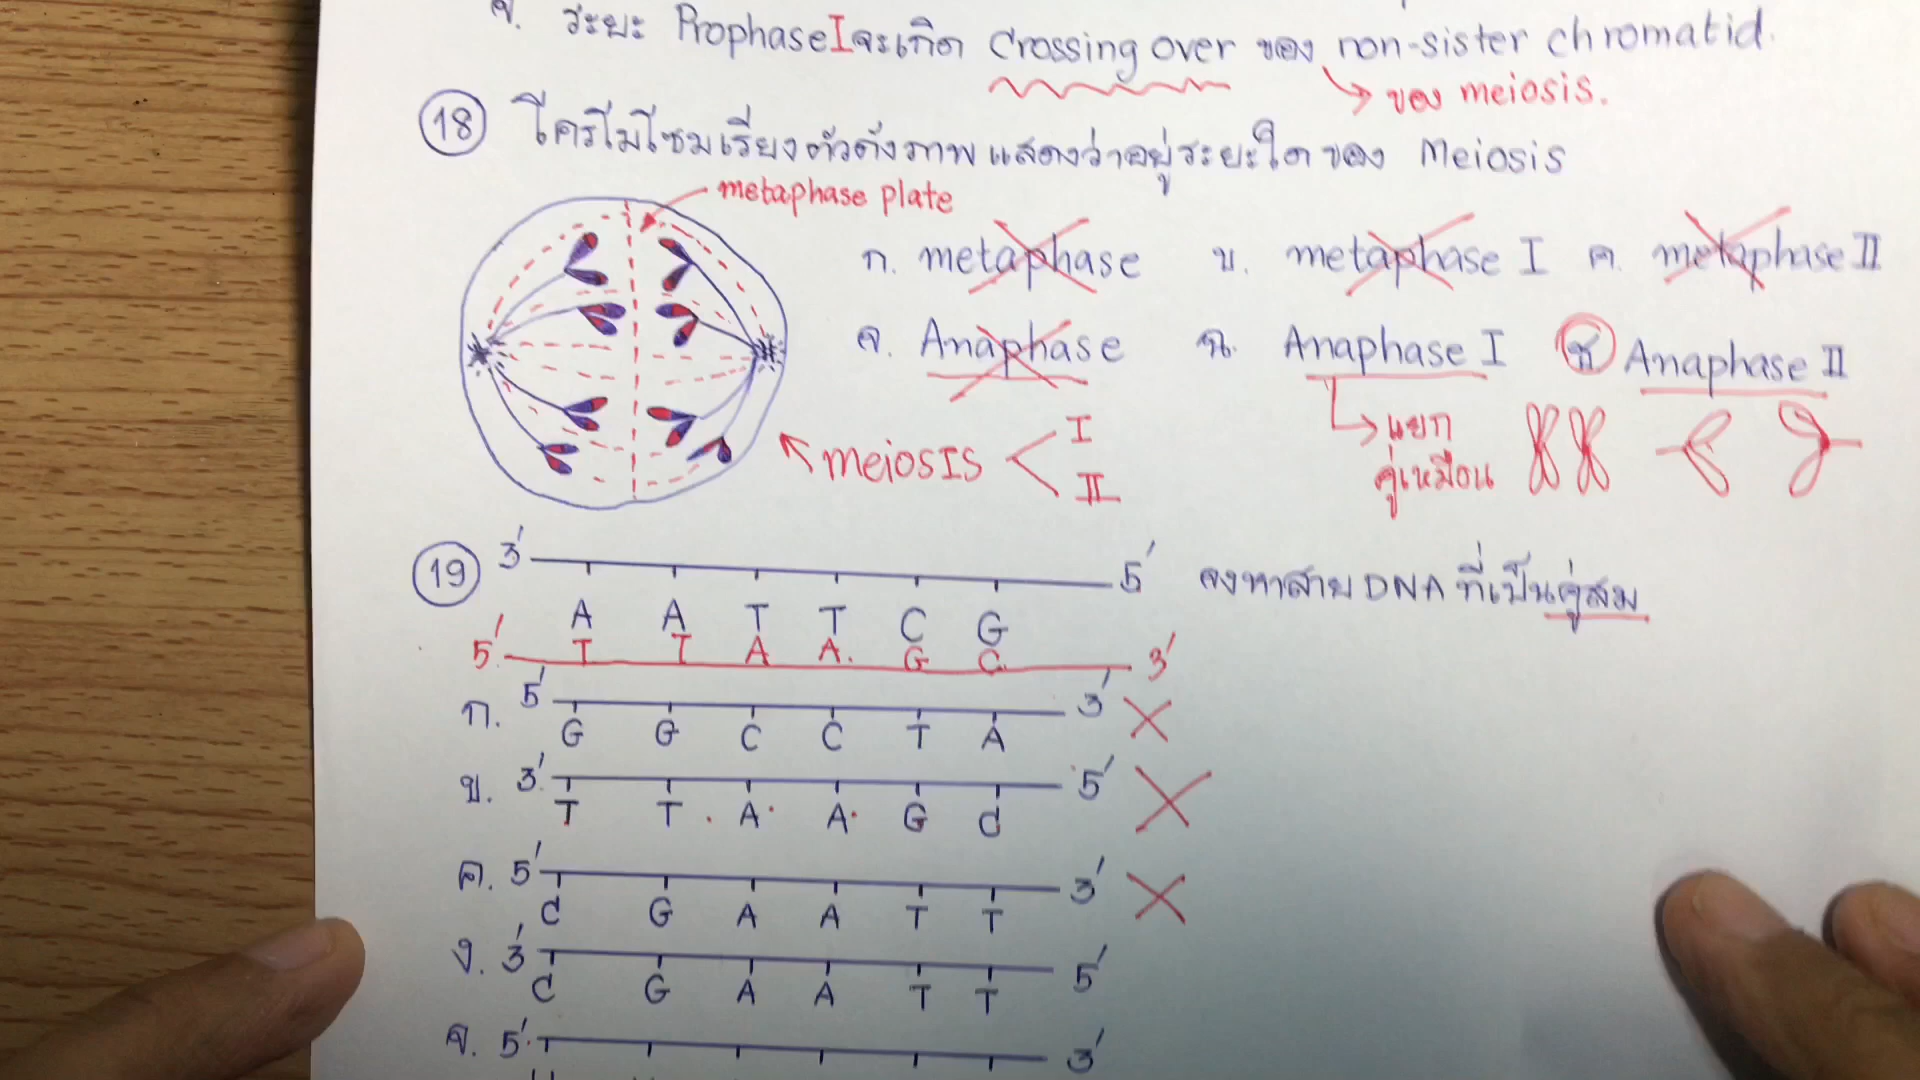 จ. ระยะ Prophase I จะเกิด Crossing over ของ non-sister chromatid.
ของ meiosis.
18 โครโมโซมเรียงตัวดังภาพ แสดงว่าอยู่ระยะใด ของ Meiosis
metaphase plate
ก. metaphase ข. metaphase I ค. metaphase II
จ. Anaphase ฉ. Anaphase I ช Anaphase II
แยก
คู่เหมือน
meiosis I
II
19 3' 5' จงหาสาย DNA ที่เป็นคู่สม
A A T T C G
5' T T A A. G C. 3'
ก. 5' 3'
G G C C T A
ข. 3' 5'
T T A A G C
ค. 5' 3'
C G A A T T
ง. 3' 5'
C G A A T T
จ. 5' 3'